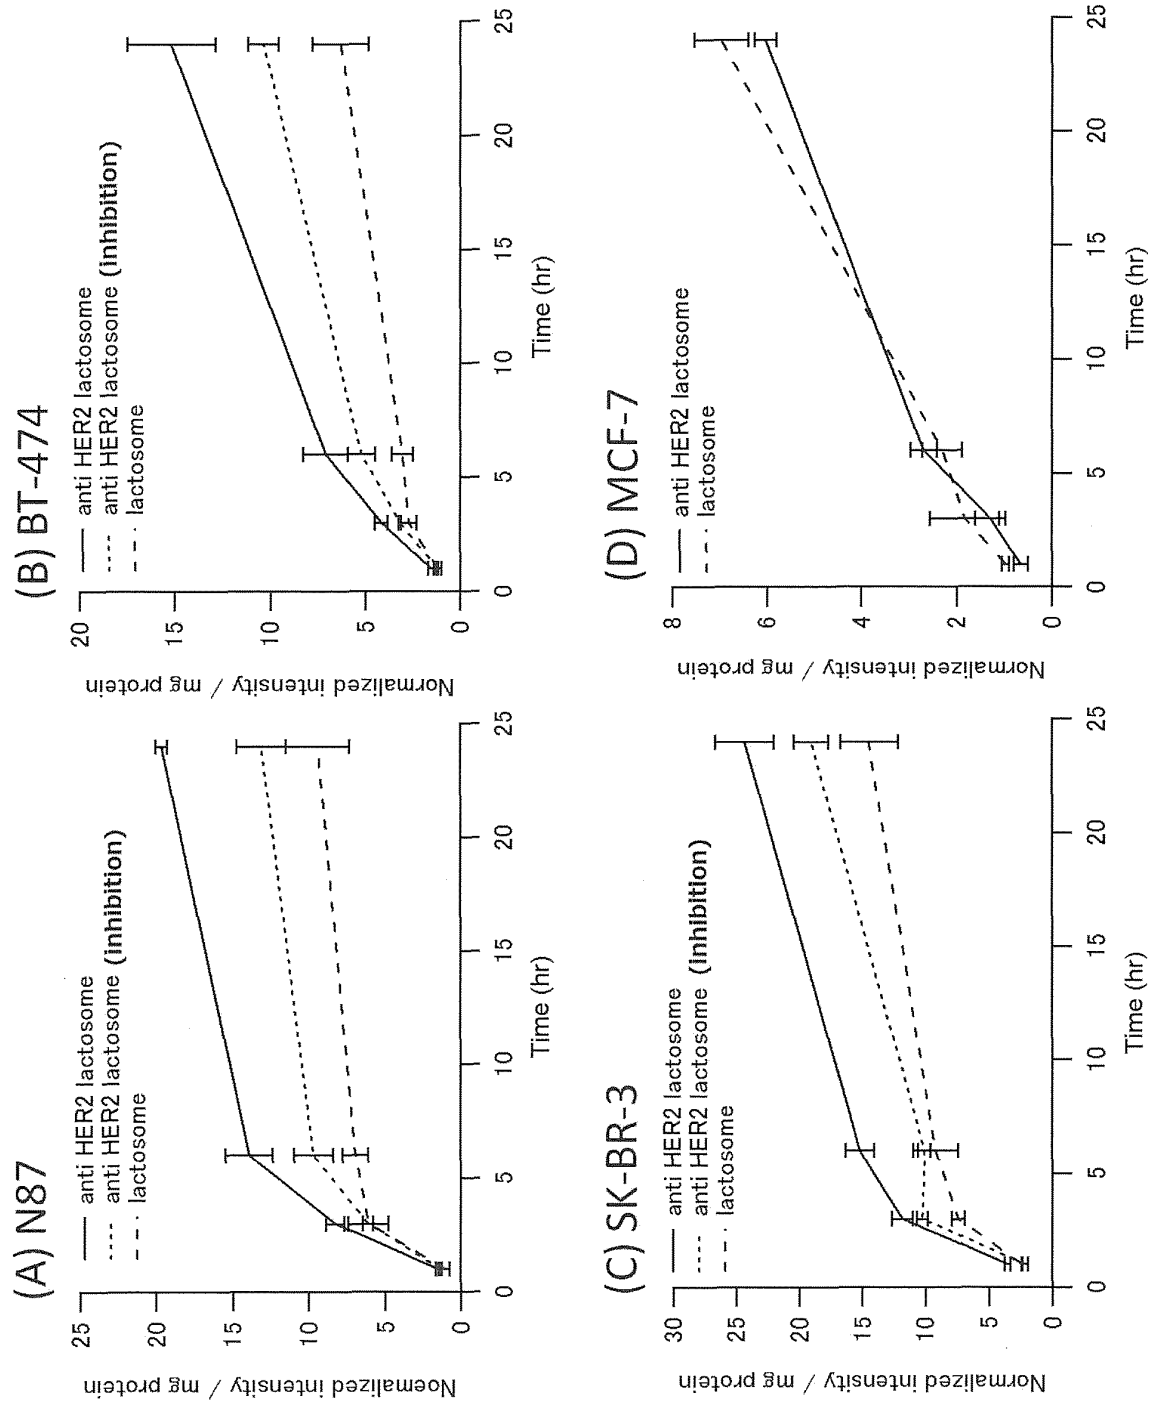 (A) N87
anti HER2 lactosome
anti HER2 lactosome (inhibition)
lactosome
Noemalized intensity / mg protein
25
20
15
10
5
0
0
5
10
15
20
25
Time (hr)
(B) BT-474
anti HER2 lactosome
anti HER2 lactosome (inhibition)
lactosome
Normalized intensity / mg protein
20
15
10
5
0
0
5
10
15
20
25
Time (hr)
(C) SK-BR-3
anti HER2 lactosome
anti HER2 lactosome (inhibition)
lactosome
Normalized intensity / mg protein
30
25
20
15
10
5
0
0
5
10
15
20
25
Time (hr)
(D) MCF-7
anti HER2 lactosome
lactosome
Normalized intensity / mg protein
8
6
4
2
0
0
5
10
15
20
25
Time (hr)